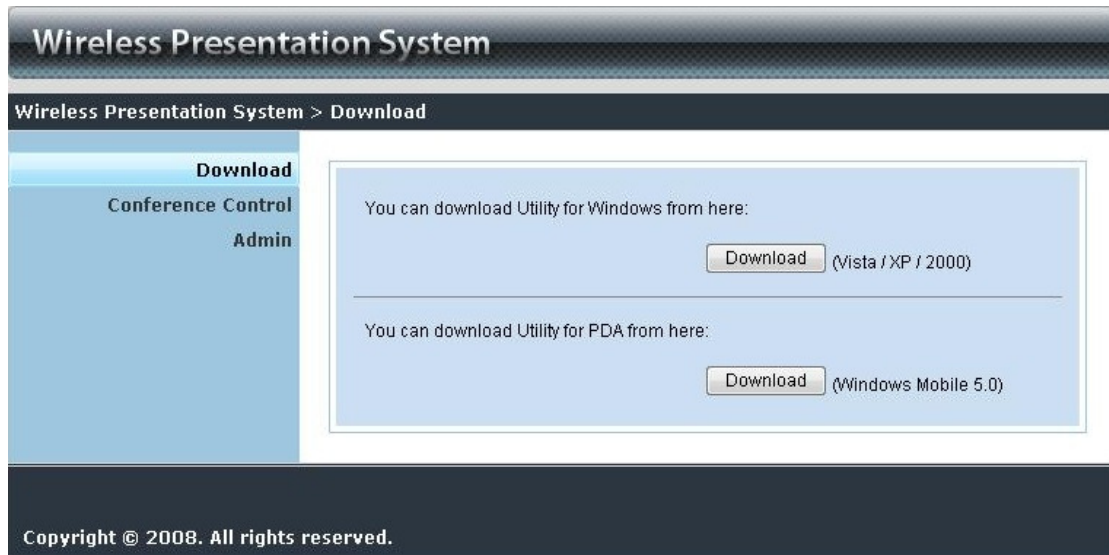 Wireless Presentation System
Wireless Presentation System > Download
Download
Conference Control
Admin
You can download Utility for Windows from here:
Download (Vista / XP / 2000)
You can download Utility for PDA from here:
Download (Windows Mobile 5.0)
Copyright © 2008. All rights reserved.